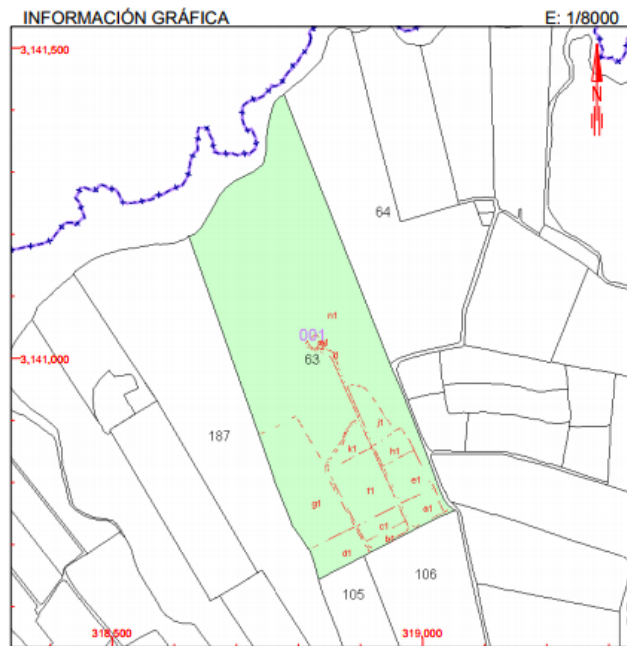 INFORMACIÓN GRÁFICA E: 1/8000
3,141,500
N
64
n1
001
63
3,141,000
j1
187
k1
h1
e1
g1
f1
a1
c1
b1
d1
106
105
318,500 319,000